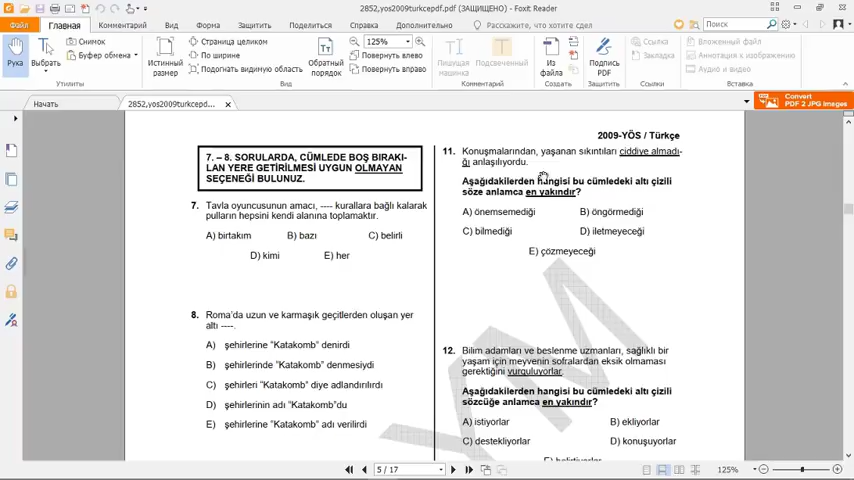 2852,yos2009turkcepdf.pdf (ЗАЩИЩЕНО) - Foxit Reader
Файл
Главная
Комментарий
Вид
Форма
Защитить
Поделиться
Справка
Дополнительно
Расскажите, что хотите сдел
Поиск
Рука
Выбрать
Снимок
Буфер обмена
Утилиты
Истинный размер
Страница целиком
По ширине
Подогнать видимую область
Обратный порядок
125%
Повернуть влево
Повернуть вправо
Вид
Пишущая машинка
Подсвеченный
Комментарий
Из файла
Создать
Подпись PDF
Защитить
Ссылка
Закладка
Ссылки
Вложенный файл
Аннотация к изображению
Аудио и видео
Вставка
Начать
2852,yos2009turkcepd...
Convert
PDF 2 JPG Images
2009-YÖS / Türkçe
7. – 8. SORULARDA, CÜMLEDE BOŞ BIRAKI-
LAN YERE GETİRİLMESİ UYGUN OLMAYAN
SEÇENEĞİ BULUNUZ.
7. Tavla oyuncusunun amacı, ---- kurallara bağlı kalarak
pulların hepsini kendi alanına toplamaktır.
A) birtakım B) bazı C) belirli
D) kimi E) her
8. Roma’da uzun ve karmaşık geçitlerden oluşan yer
altı ----.
A) şehirlerine “Katakomb” denirdi
B) şehirlerinde “Katakomb” denmesiydi
C) şehirleri “Katakomb” diye adlandırılırdı
D) şehirlerinin adı “Katakomb”du
E) şehirlerine “Katakomb” adı verilirdi
11. Konuşmalarından, yaşanan sıkıntıları ciddiye almadı-
ğı anlaşılıyordu.
Aşağıdakilerden hangisi bu cümledeki altı çizili
söze anlamca en yakındır?
A) önemsemediği B) öngörmediği
C) bilmediği D) iletmeyeceği
E) çözmeyeceği
12. Bilim adamları ve beslenme uzmanları, sağlıklı bir
yaşam için meyvenin sofralardan eksik olmaması
gerektiğini vurguluyorlar.
Aşağıdakilerden hangisi bu cümledeki altı çizili
sözcüğe anlamca en yakındır?
A) istiyorlar B) ekliyorlar
C) destekliyorlar D) konuşuyorlar
E) belirtiyorlar
YM
5 / 17
125%